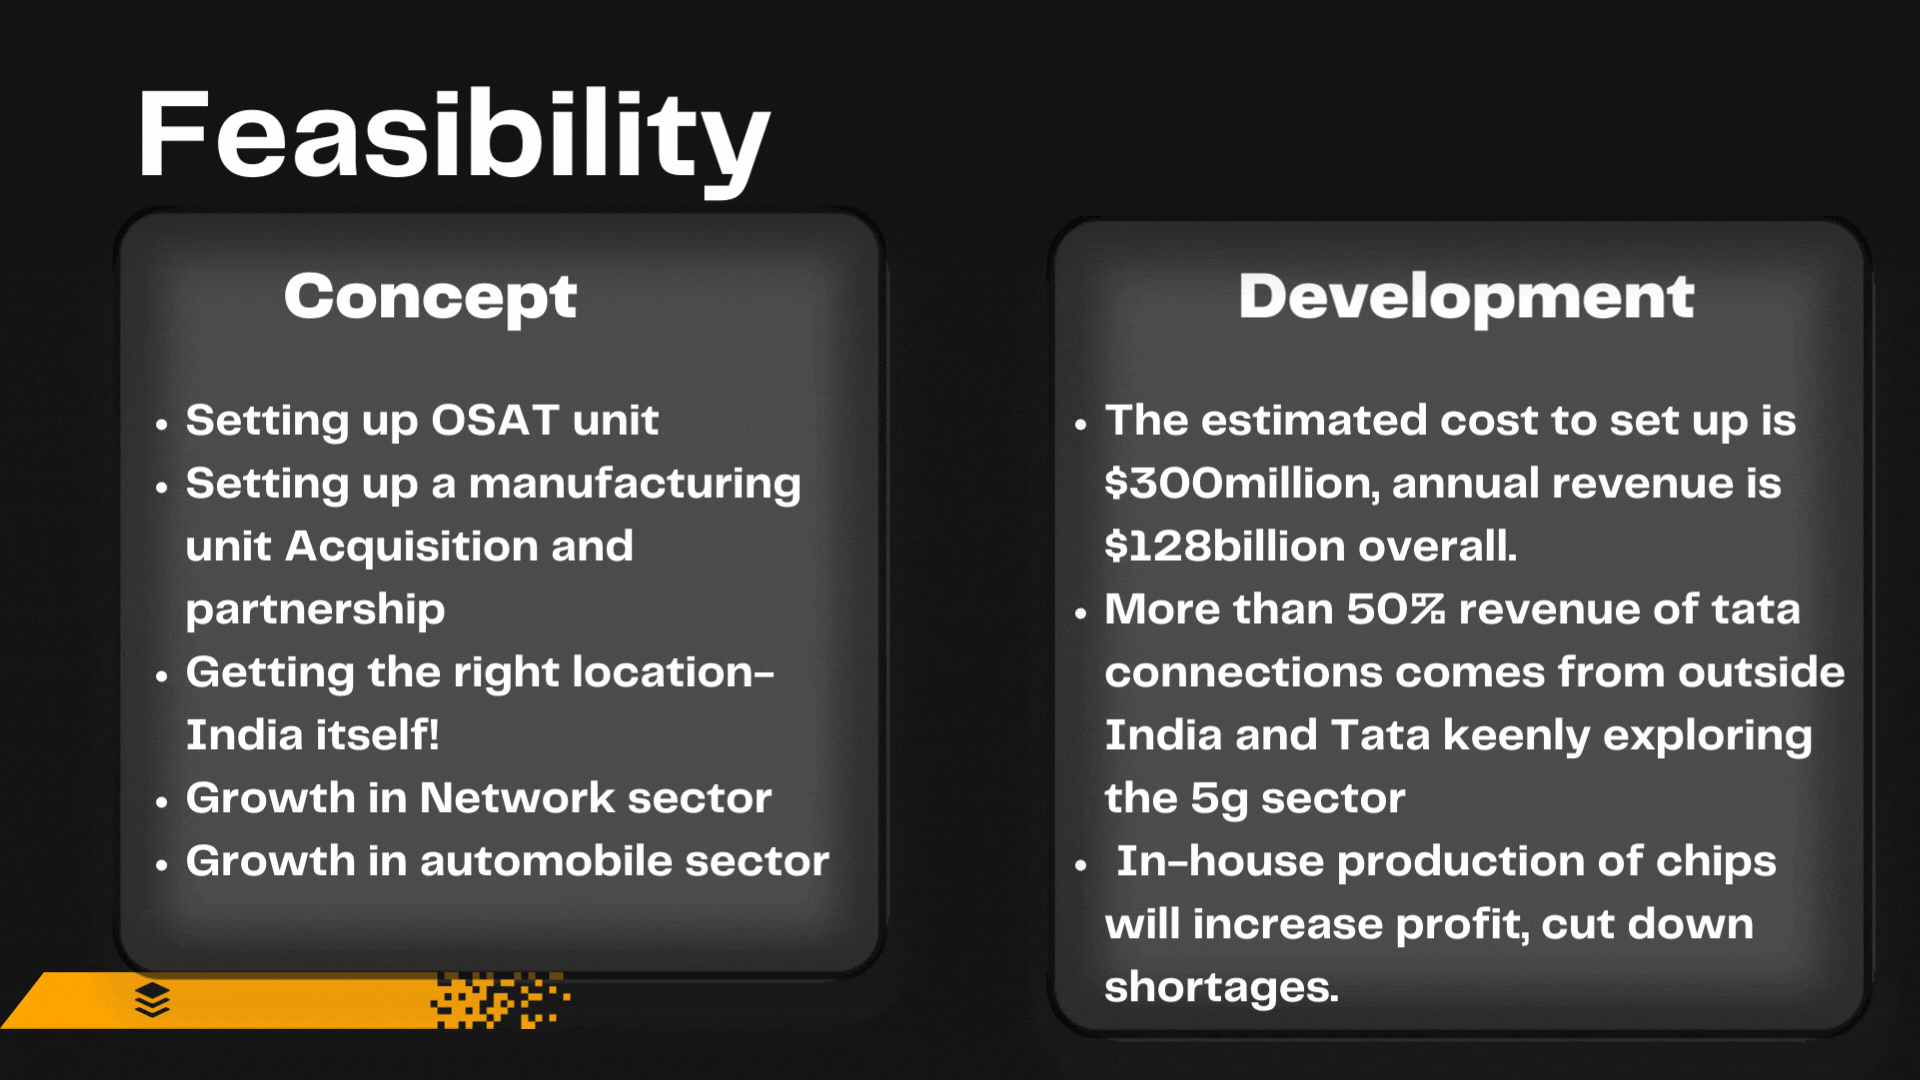 Feasibility
Concept
• Setting up OSAT unit
• Setting up a manufacturing
unit Acquisition and
partnership
• Getting the right location-
India itself!
• Growth in Network sector
• Growth in automobile sector
Development
• The estimated cost to set up is
$300million, annual revenue is
$128billion overall.
• More than 50% revenue of tata
connections comes from outside
India and Tata keenly exploring
the 5g sector
• In-house production of chips
will increase profit, cut down
shortages.